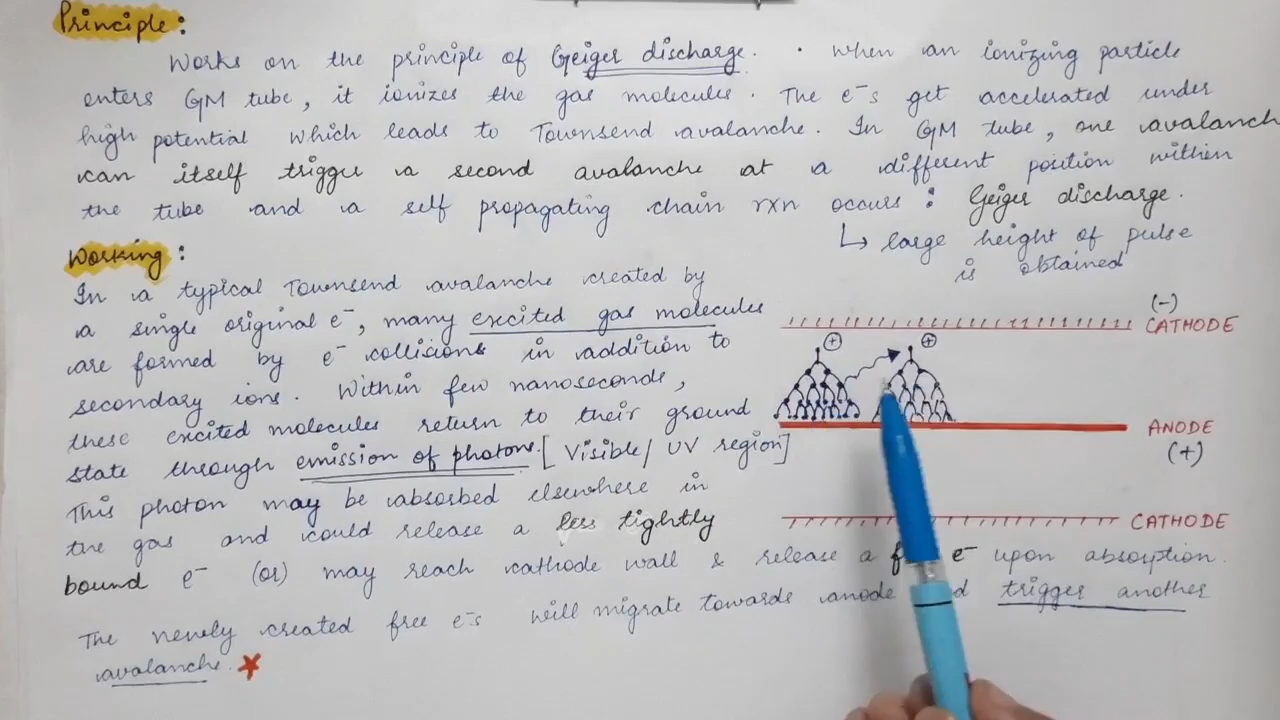 Principle :
Works on the principle of Geiger discharge. • When an ionizing particle
enters GM tube, it ionizes the gas molecules. The e⁻s get accelerated under
high potential which leads to Townsend avalanche. In GM tube, one avalanch
can itself trigger a second avalanche at a different position within
the tube and a self propagating chain rxn occurs : Geiger discharge.
↳ large height of pulse
is obtained
Working :
In a typical Townsend avalanche created by
a single original e⁻, many excited gas molecules
are formed by e⁻ collisions in addition to
secondary ions. Within few nanoseconds,
these excited molecules return to their ground
state through emission of photons. [Visible/ UV region]
This photon may be absorbed elsewhere in
the gas and could release a less tightly
bound e⁻ (or) may reach cathode wall & release a e⁻ upon absorption.
The newly created free e⁻s will migrate towards anode trigger another
avalanche.
(-)
CATHODE
+ +
ANODE
(+)
CATHODE